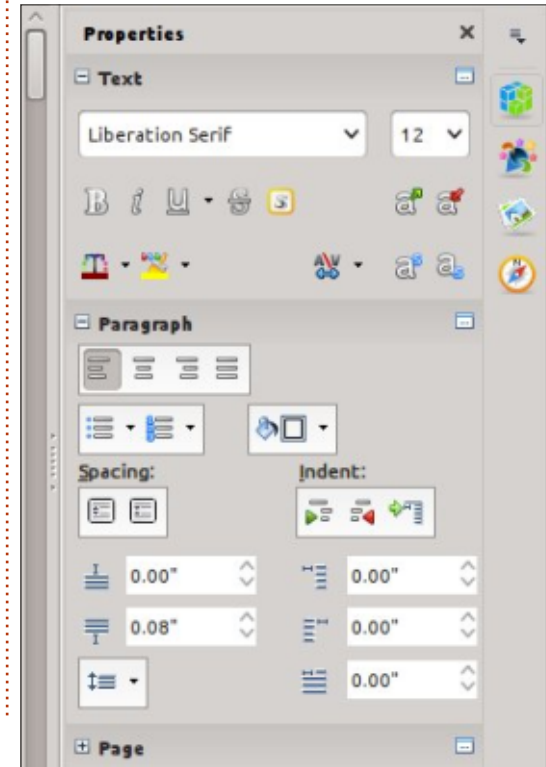 Properties
Text
Liberation Serif 12
Paragraph
Spacing: Indent:
0.00" 0.00"
0.08" 0.00"
0.00"
Page